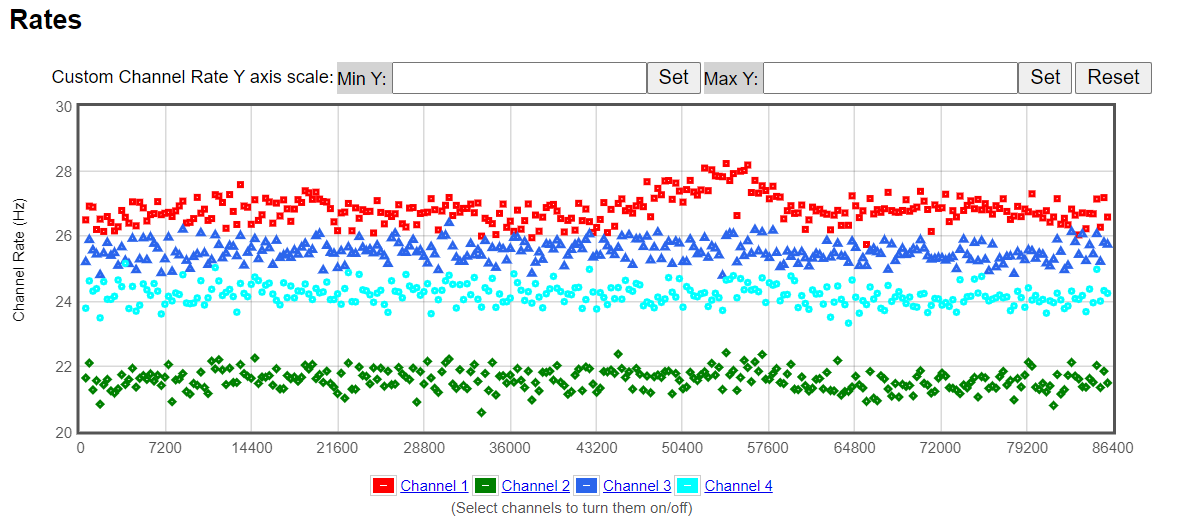 Rates
Custom Channel Rate Y axis scale: Min Y: Set Max Y: Set Reset
30
28
26
24
22
20
Channel Rate (Hz)
0 7200 14400 21600 28800 36000 43200 50400 57600 64800 72000 79200 86400
Channel 1 Channel 2 Channel 3 Channel 4
(Select channels to turn them on/off)